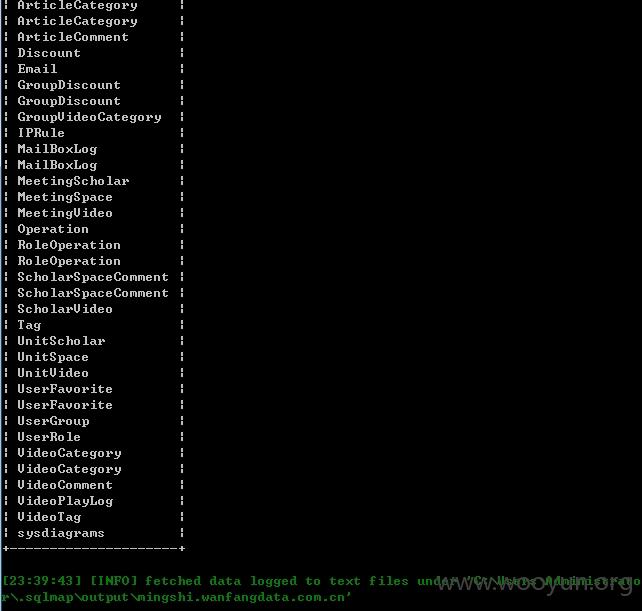 ¦ ArticleCategory ¦
¦ ArticleCategory ¦
¦ ArticleComment ¦
¦ Discount ¦
¦ Email ¦
¦ GroupDiscount ¦
¦ GroupDiscount ¦
¦ GroupVideoCategory ¦
¦ IPRule ¦
¦ MailBoxLog ¦
¦ MailBoxLog ¦
¦ MeetingScholar ¦
¦ MeetingSpace ¦
¦ MeetingVideo ¦
¦ Operation ¦
¦ RoleOperation ¦
¦ RoleOperation ¦
¦ ScholarSpaceComment ¦
¦ ScholarSpaceComment ¦
¦ ScholarVideo ¦
¦ Tag ¦
¦ UnitScholar ¦
¦ UnitSpace ¦
¦ UnitVideo ¦
¦ UserFavorite ¦
¦ UserFavorite ¦
¦ UserGroup ¦
¦ UserRole ¦
¦ VideoCategory ¦
¦ VideoCategory ¦
¦ VideoComment ¦
¦ VideoPlayLog ¦
¦ VideoTag ¦
¦ sysdiagrams ¦
+---------------------+
[23:39:43] [INFO] fetched data logged to text files under 'C:\Users\Administrato
r\.sqlmap\output\mingshi.wanfangdata.com.cn'
www.wooyun.org